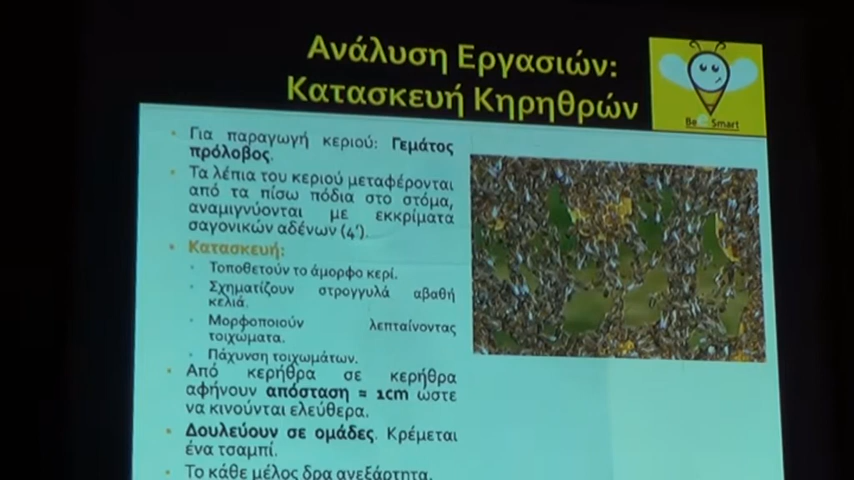 Ανάλυση Εργασιών:
Κατασκευή Κηρηθρών
Be Smart
Για παραγωγή κεριού: Γεμάτος
πρόλοβος.
Τα λέπια του κεριού μεταφέρονται
από τα πίσω πόδια στο στόμα,
αναμιγνύονται με εκκρίματα
σιαγονικών αδένων (4').
Κατασκευή:
Τοποθετούν το άμορφο κερί.
Σχηματίζουν στρογγυλά αβαθή
κελιά.
Μορφοποιούν λεπταίνοντας
τοιχώματα.
Πάχυνση τοιχωμάτων.
Από κερήθρα σε κερήθρα
αφήνουν απόσταση = 1cm ώστε
να κινούνται ελεύθερα.
Δουλεύουν σε ομάδες. Κρέμεται
ένα τσαμπί.
Το κάθε μέλος δρα ανεξάρτητα.